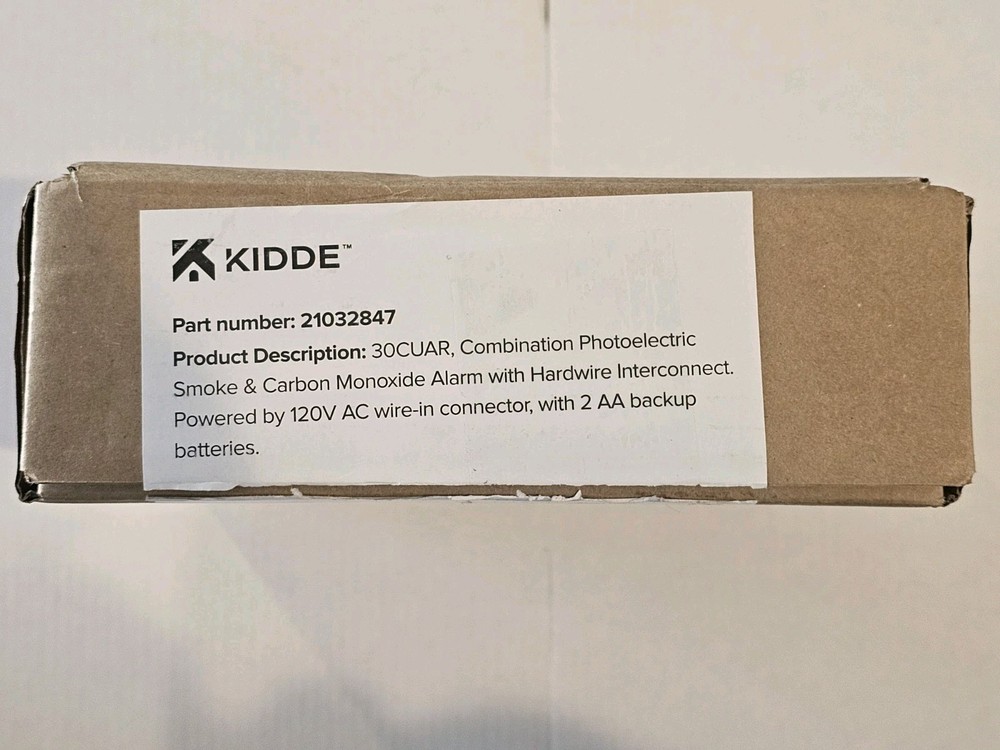 KIDDE™
Part number: 21032847
Product Description: 30CUAR, Combination Photoelectric
Smoke & Carbon Monoxide Alarm with Hardwire Interconnect.
Powered by 120V AC wire-in connector, with 2 AA backup
batteries.